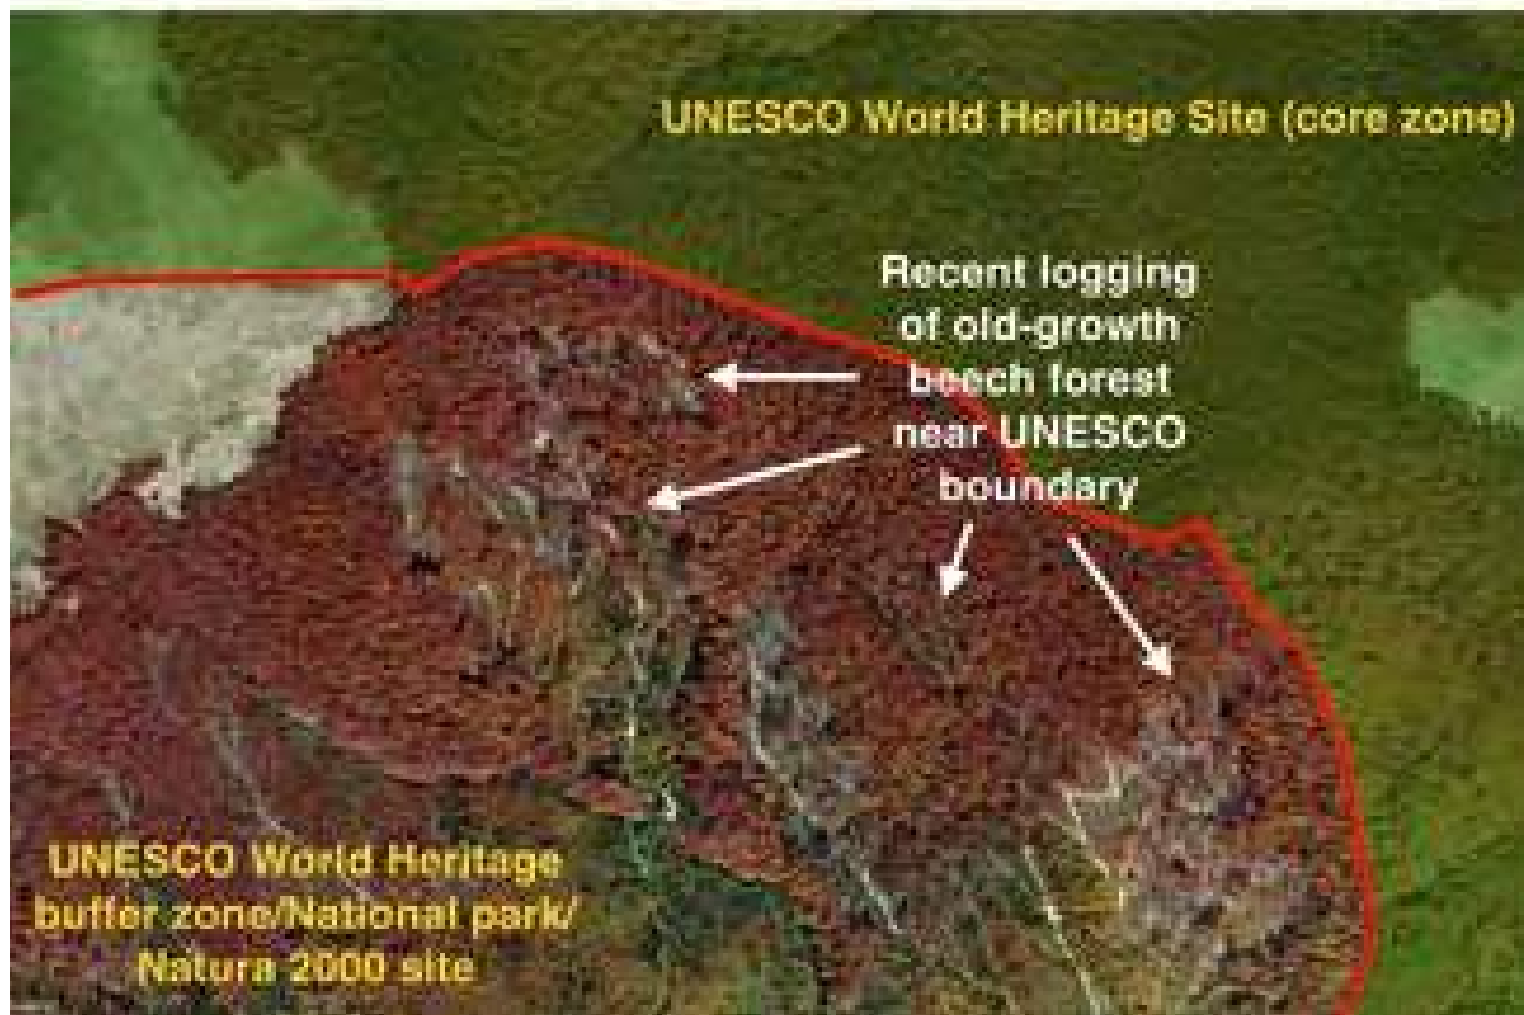 UNESCO World Heritage Site (core zone)
Recent logging
of old-growth
beech forest
near UNESCO
boundary
UNESCO World Heritage
buffer zone/National park/
Natura 2000 site